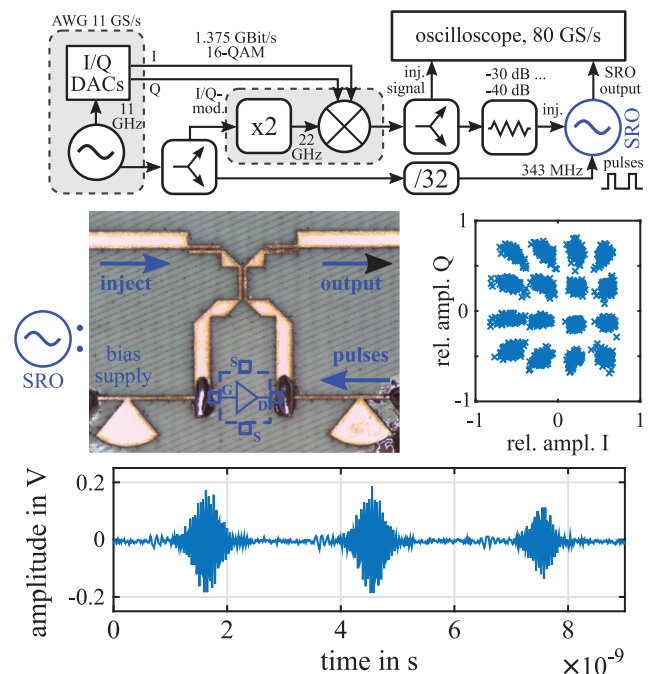 AWG 11 GS/s
I/Q
DACs
I
Q
11
GHz
1.375 GBit/s
16-QAM
I/Q-
mod.
x2
22
GHz
oscilloscope, 80 GS/s
inj.
signal
-30 dB ...
-40 dB
inj.
SRO
output
SRO
/32
343 MHz
pulses
inject
output
SRO
:
bias
supply
pulses
S
G
D
S
rel. ampl. Q
1
0
-1
-1
0
1
rel. ampl. I
amplitude in V
0.2
0
-0.2
0
2
4
6
8
time in s
×10⁻⁹